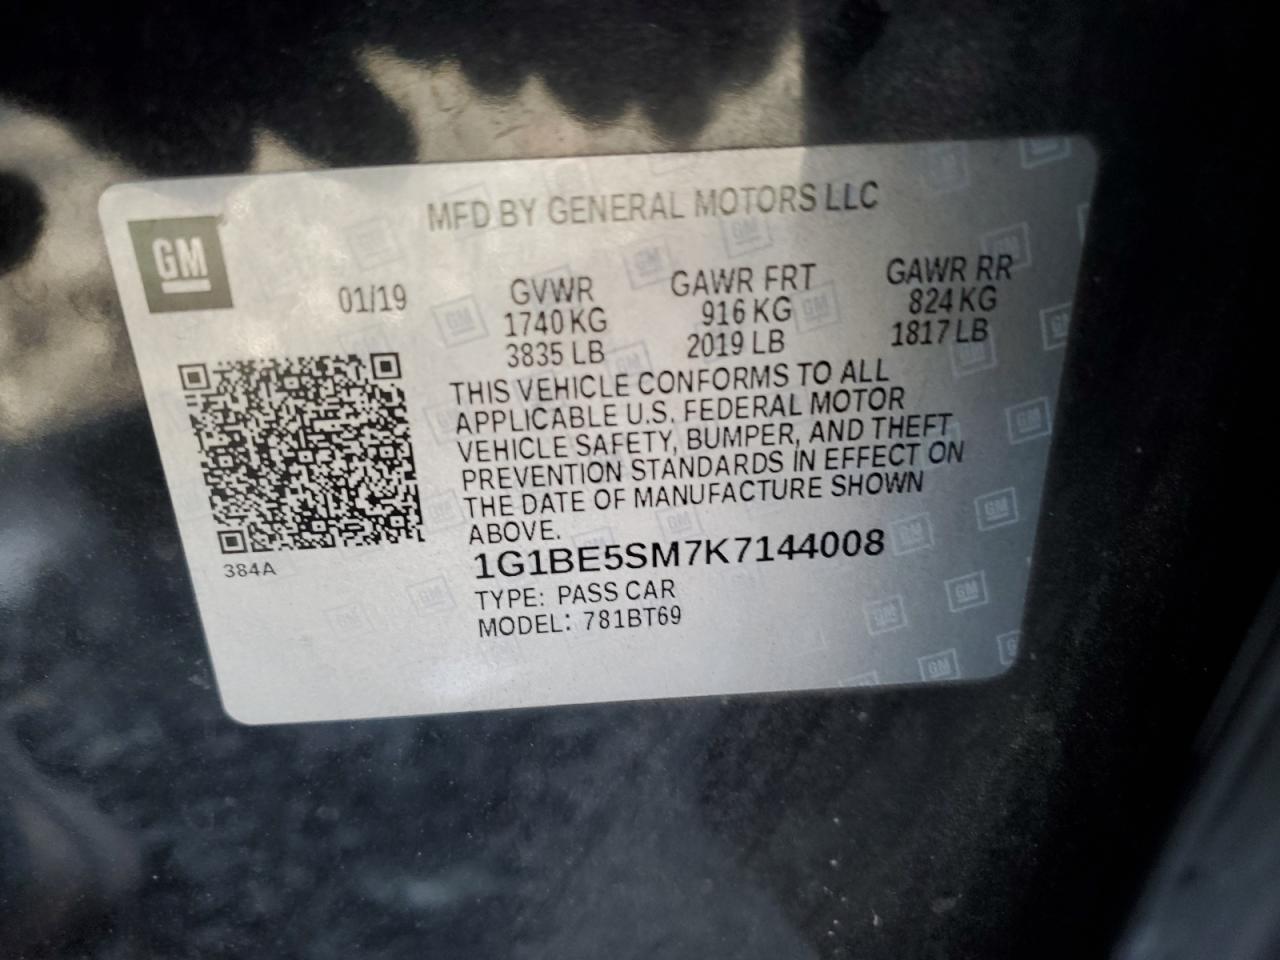 MFD BY GENERAL MOTORS LLC
GM
01/19
GVWR
1740 KG
3835 LB
GAWR FRT
916 KG
2019 LB
GAWR RR
824 KG
1817 LB
THIS VEHICLE CONFORMS TO ALL
APPLICABLE U.S. FEDERAL MOTOR
VEHICLE SAFETY, BUMPER, AND THEFT
PREVENTION STANDARDS IN EFFECT ON
THE DATE OF MANUFACTURE SHOWN
ABOVE.
384A
1G1BE5SM7K7144008
TYPE: PASS CAR
MODEL: 781BT69